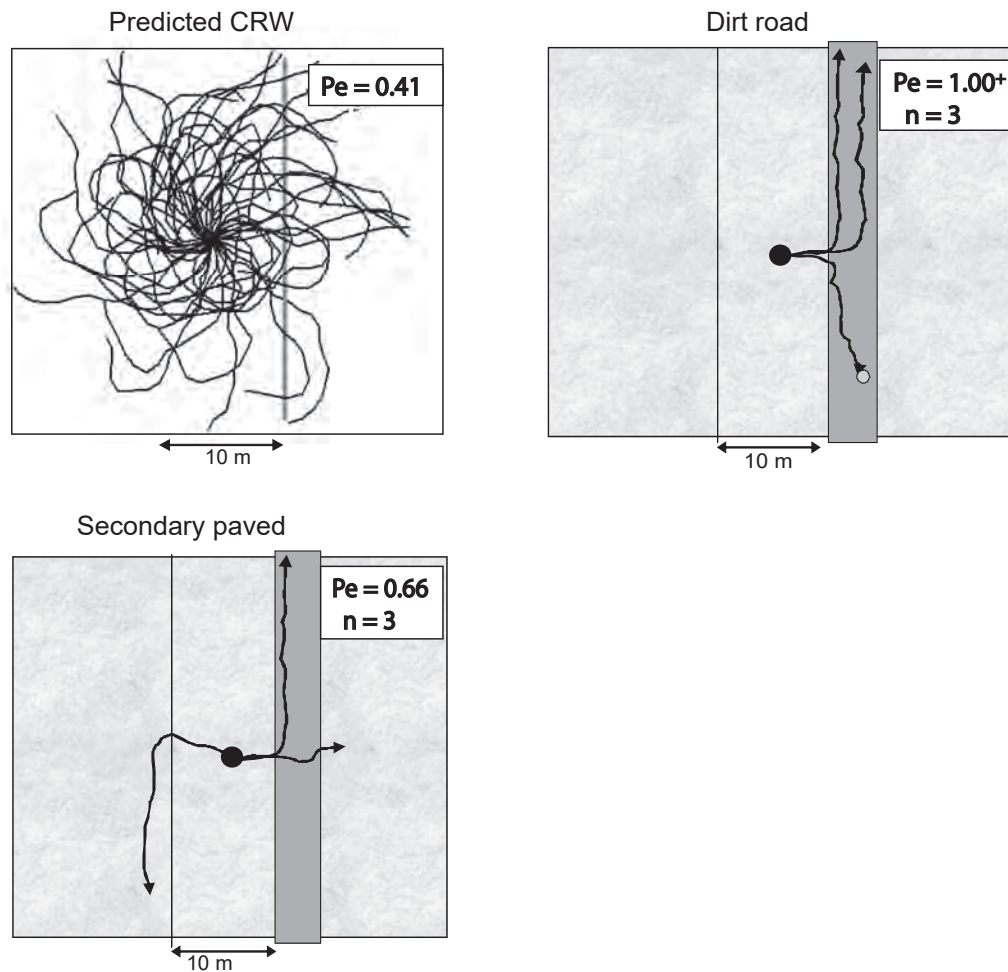 Predicted CRW
Pe = 0.41
10 m
Dirt road
Pe = 1.00+
n = 3
10 m
Secondary paved
Pe = 0.66
n = 3
10 m